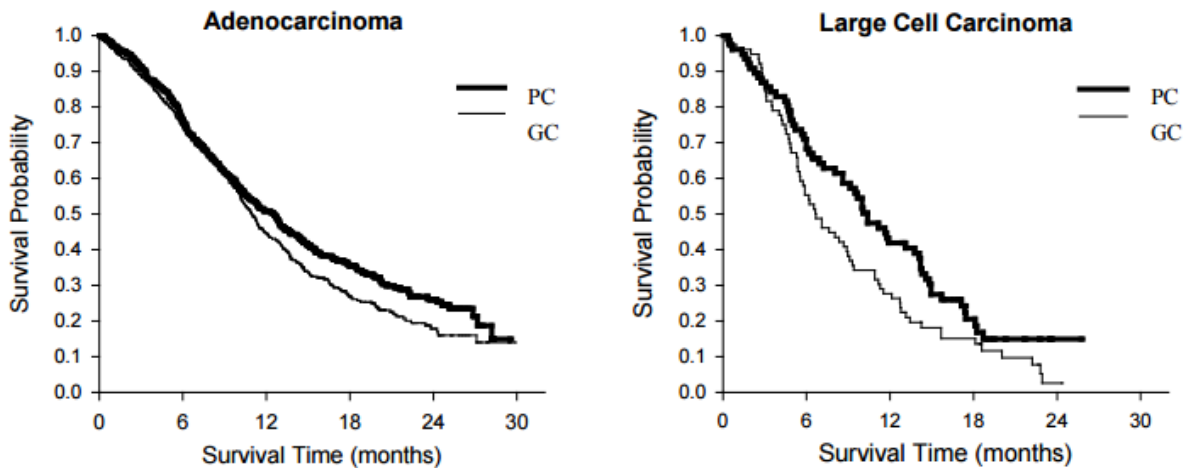 Adenocarcinoma
Survival Probability
1.0
0.9
0.8
0.7
0.6
0.5
0.4
0.3
0.2
0.1
0.0
PC
GC
0 6 12 18 24 30
Survival Time (months)
Large Cell Carcinoma
Survival Probability
1.0
0.9
0.8
0.7
0.6
0.5
0.4
0.3
0.2
0.1
0.0
PC
GC
0 6 12 18 24 30
Survival Time (months)